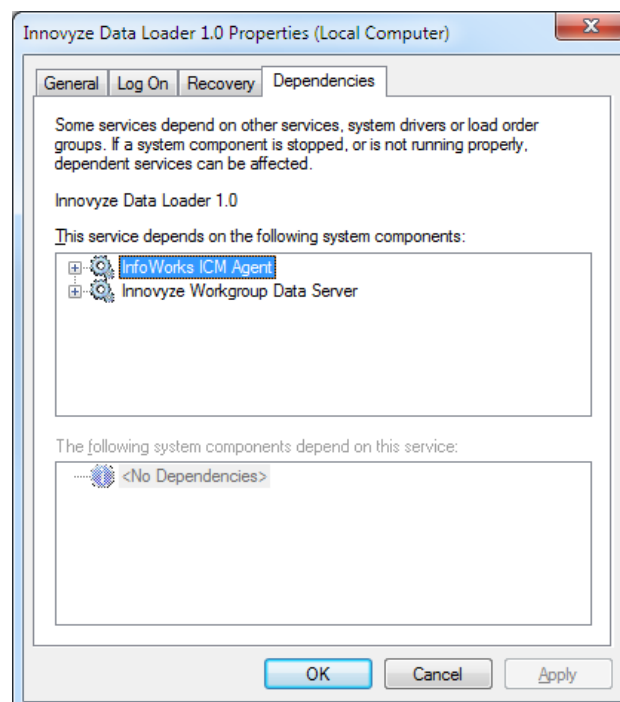 Innovyze Data Loader 1.0 Properties (Local Computer)
General Log On Recovery Dependencies
Some services depend on other services, system drivers or load order
groups. If a system component is stopped, or is not running properly,
dependent services can be affected.
Innovyze Data Loader 1.0
This service depends on the following system components:
InfoWorks ICM Agent
Innovyze Workgroup Data Server
The following system components depend on this service:
<No Dependencies>
OK Cancel Apply